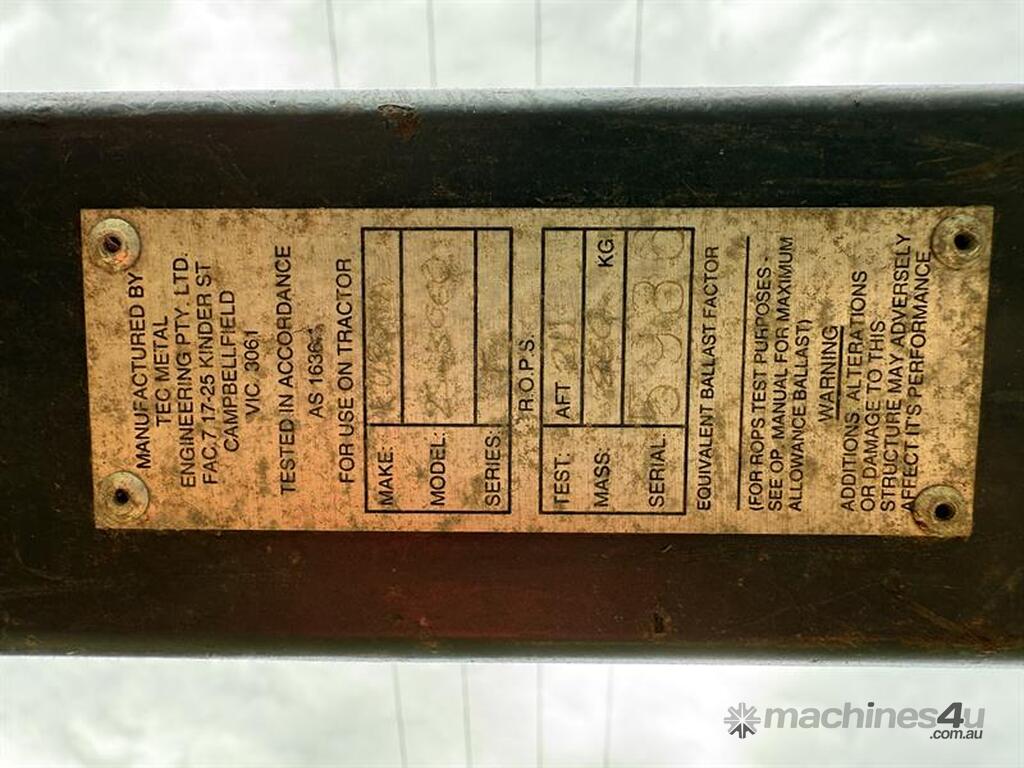 MANUFACTURED BY
TEC METAL
ENGINEERING PTY. LTD.
FAC.7 17-25 KINDER ST
CAMPBELLFIELD
VIC. 3061
TESTED IN ACCORDANCE
AS 1636.1
FOR USE ON TRACTOR
MAKE:
MODEL:
SERIES:
R.O.P.S.
TEST: AFT
MASS: KG
SERIAL:
EQUIVALENT BALLAST FACTOR
(FOR ROPS TEST PURPOSES -
SEE OP. MANUAL FOR MAXIMUM
ALLOWANCE BALLAST)
WARNING
ADDITIONS, ALTERATIONS
OR DAMAGE TO THIS
STRUCTURE MAY ADVERSELY
AFFECT IT'S PERFORMANCE
machines4u
.com.au